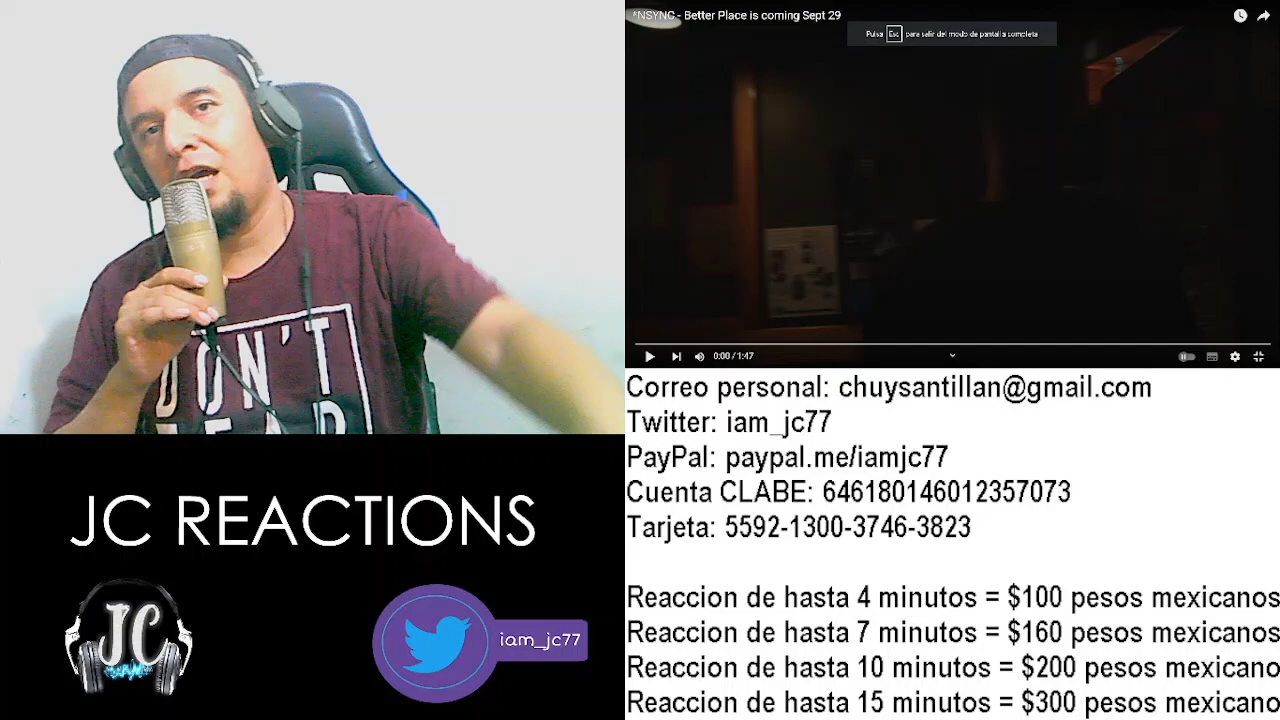 *NSYNC - Better Place is coming Sept 29
Pulsa Esc para salir del modo de pantalla completa
DON'T
0:00 / 1:47
Correo personal: chuysantillan@gmail.com
Twitter: iam_jc77
PayPal: paypal.me/iamjc77
Cuenta CLABE: 646180146012357073
Tarjeta: 5592-1300-3746-3823
Reaccion de hasta 4 minutos = $100 pesos mexicanos
Reaccion de hasta 7 minutos = $160 pesos mexicanos
Reaccion de hasta 10 minutos = $200 pesos mexicano
Reaccion de hasta 15 minutos = $300 pesos mexicano
JC REACTIONS
JC
iam_jc77